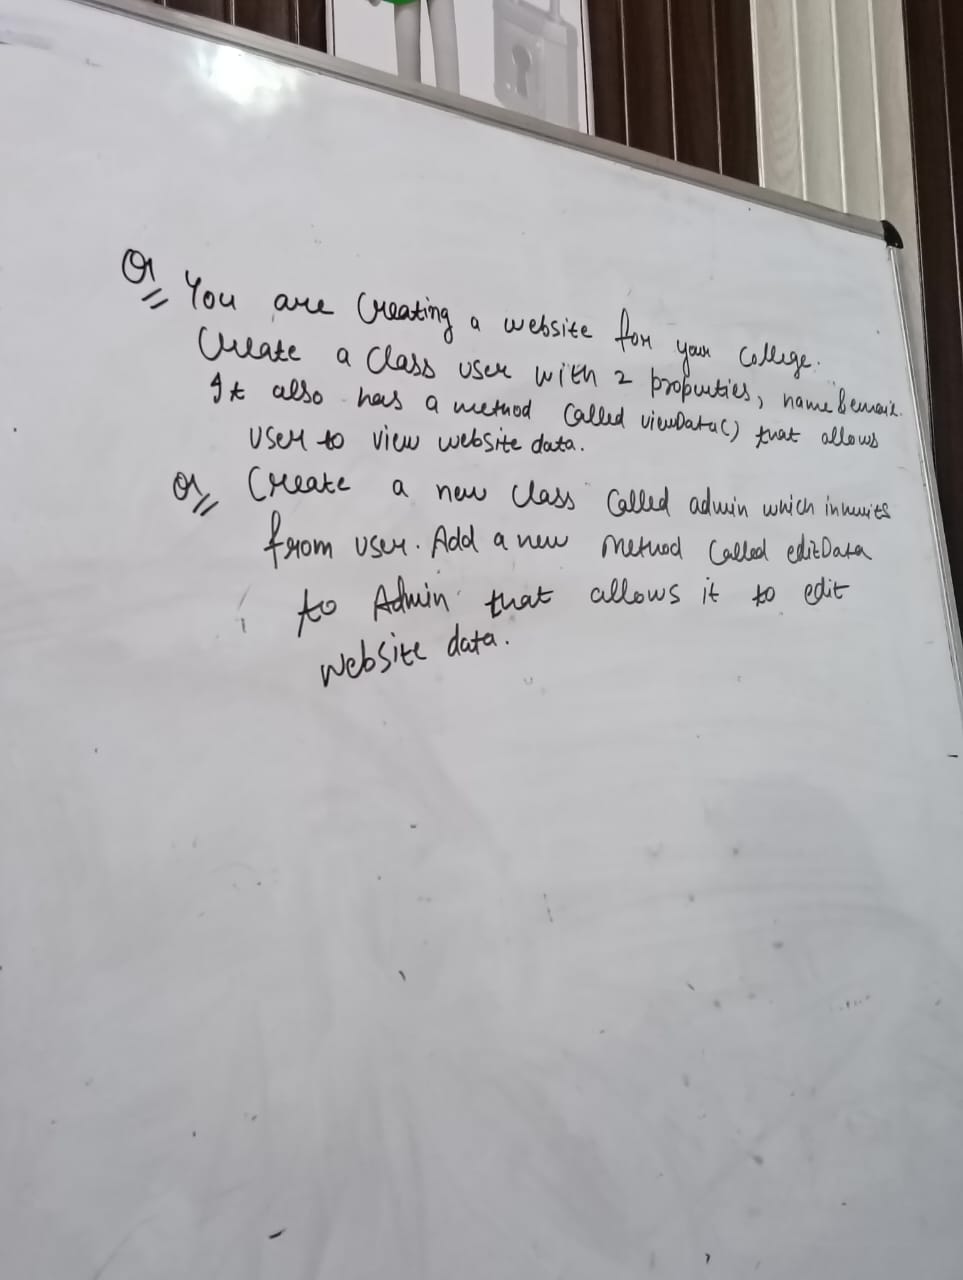 Q You are creating a website for your college.
Create a class user with 2 properties, name & email.
It also has a method called viewData() that allows
user to view website data.
Q Create a new class called admin which inherits
from user. Add a new method called editData
to Admin that allows it to edit
website data.